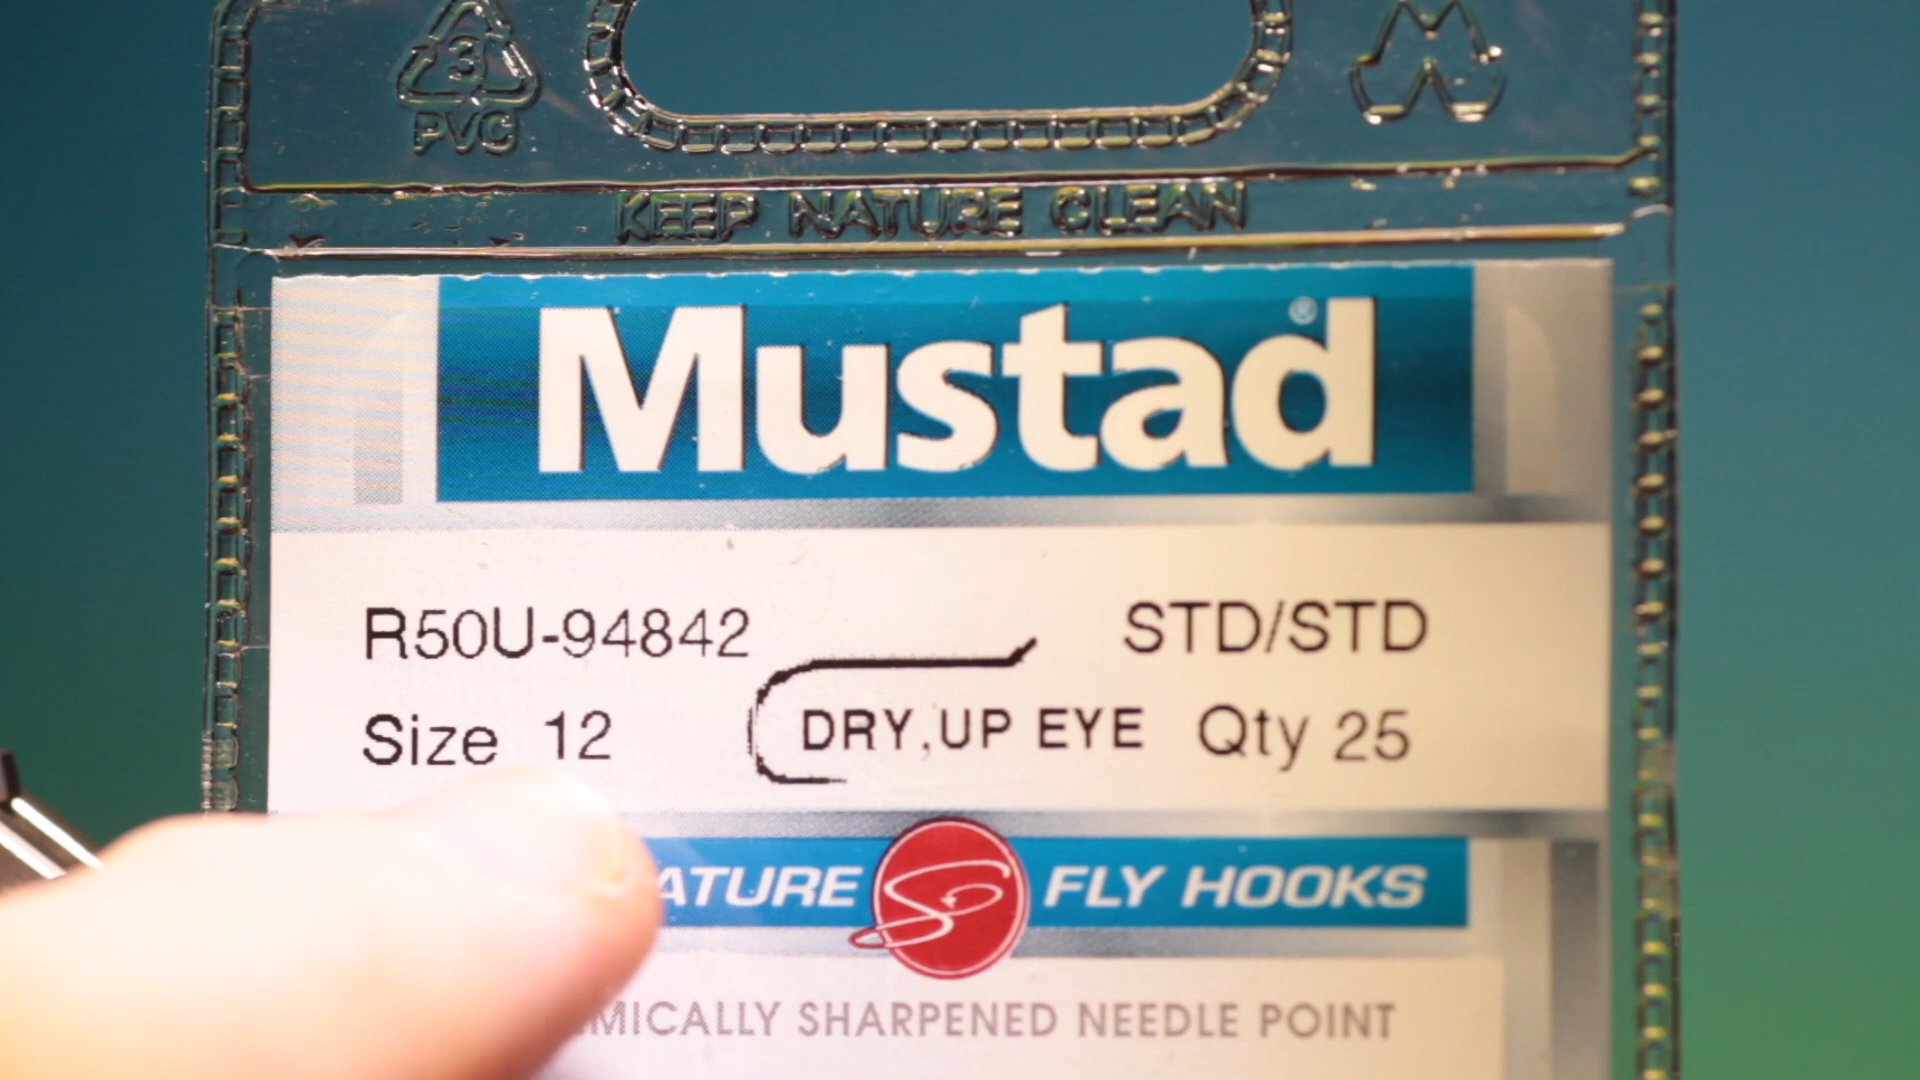 3
PVC
KEEP NATURE CLEAN
Mustad®
R50U-94842 STD/STD
Size 12 DRY,UP EYE Qty 25
ATURE FLY HOOKS
MICALLY SHARPENED NEEDLE POINT